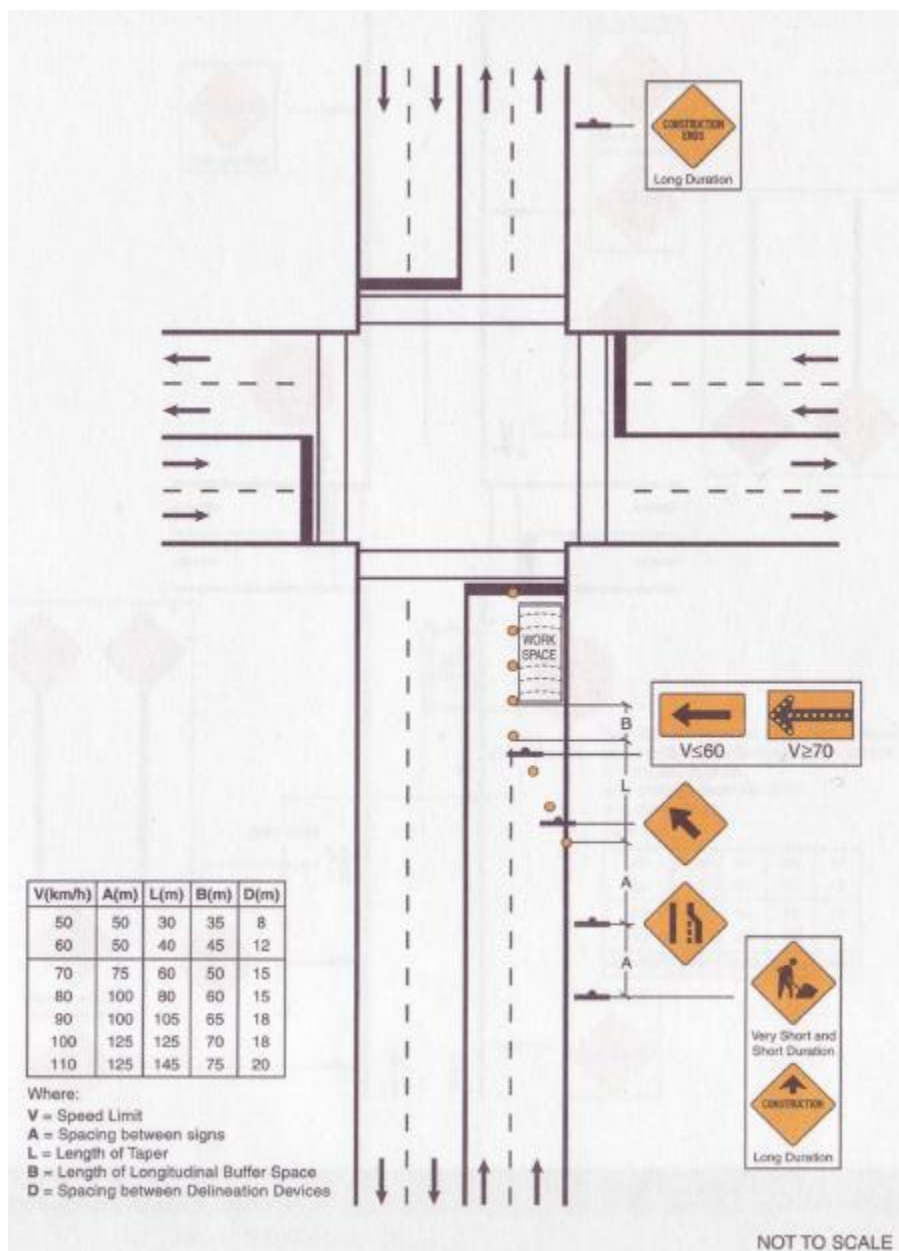 CONSTRUCTION
ENDS
Long Duration
WORK
SPACE
B
V≤60
V≥70
L
A
A
V(km/h) A(m) L(m) B(m) D(m)
50 50 30 35 8
60 50 40 45 12
70 75 60 50 15
80 100 80 60 15
90 100 105 65 18
100 125 125 70 18
110 125 145 75 20
Very Short and
Short Duration
CONSTRUCTION
Long Duration
Where:
V = Speed Limit
A = Spacing between signs
L = Length of Taper
B = Length of Longitudinal Buffer Space
D = Spacing between Delineation Devices
NOT TO SCALE